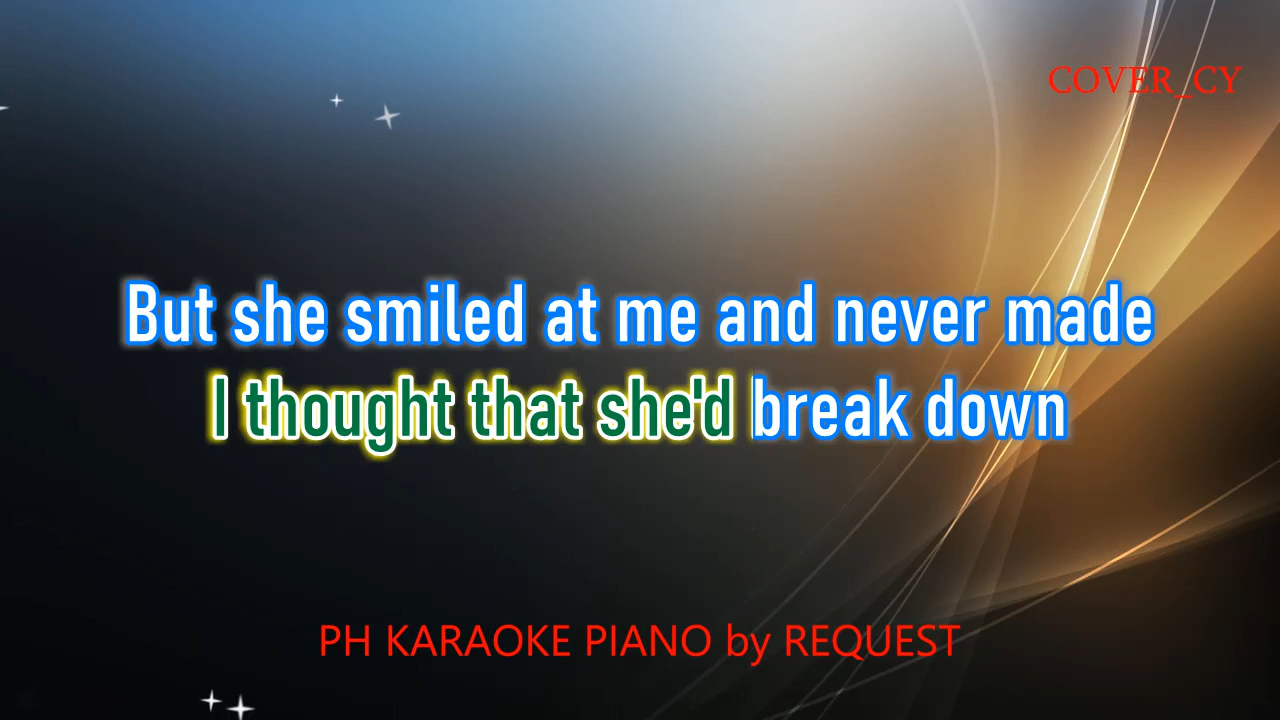 COVER_CY
But she smiled at me and never made
I thought that she'd break down
PH KARAOKE PIANO by REQUEST